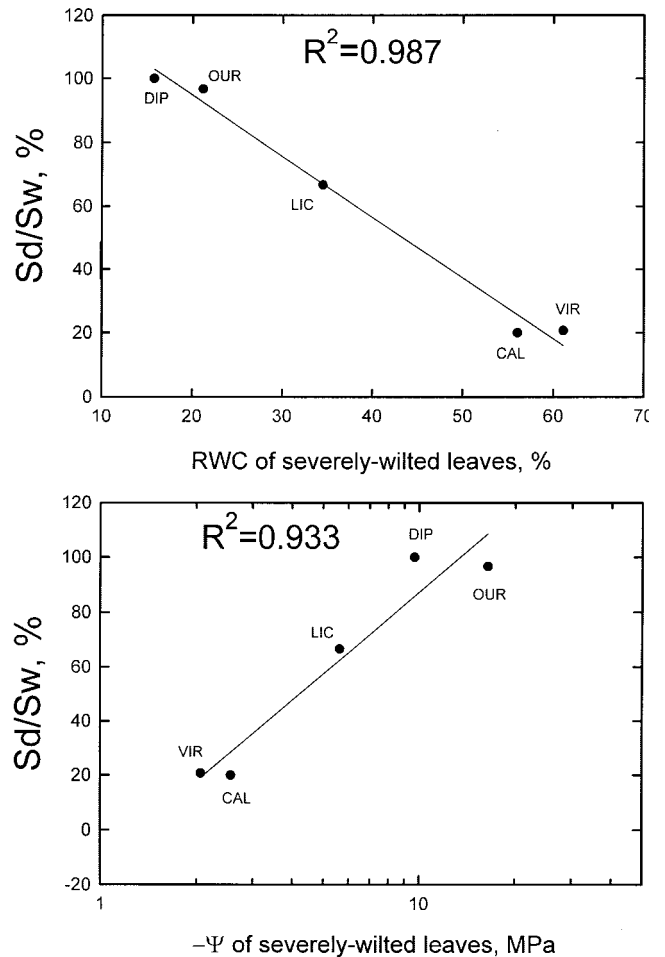 120
R²=0.987
100
OUR
DIP
80
Sd/Sw, %
LIC
60
40
VIR
20
CAL
0
10 20 30 40 50 60 70
RWC of severely-wilted leaves, %
120
R²=0.933
DIP
100
OUR
80
LIC
Sd/Sw, %
60
40
VIR
20
CAL
0
-20
1 10
−Ψ of severely-wilted leaves, MPa